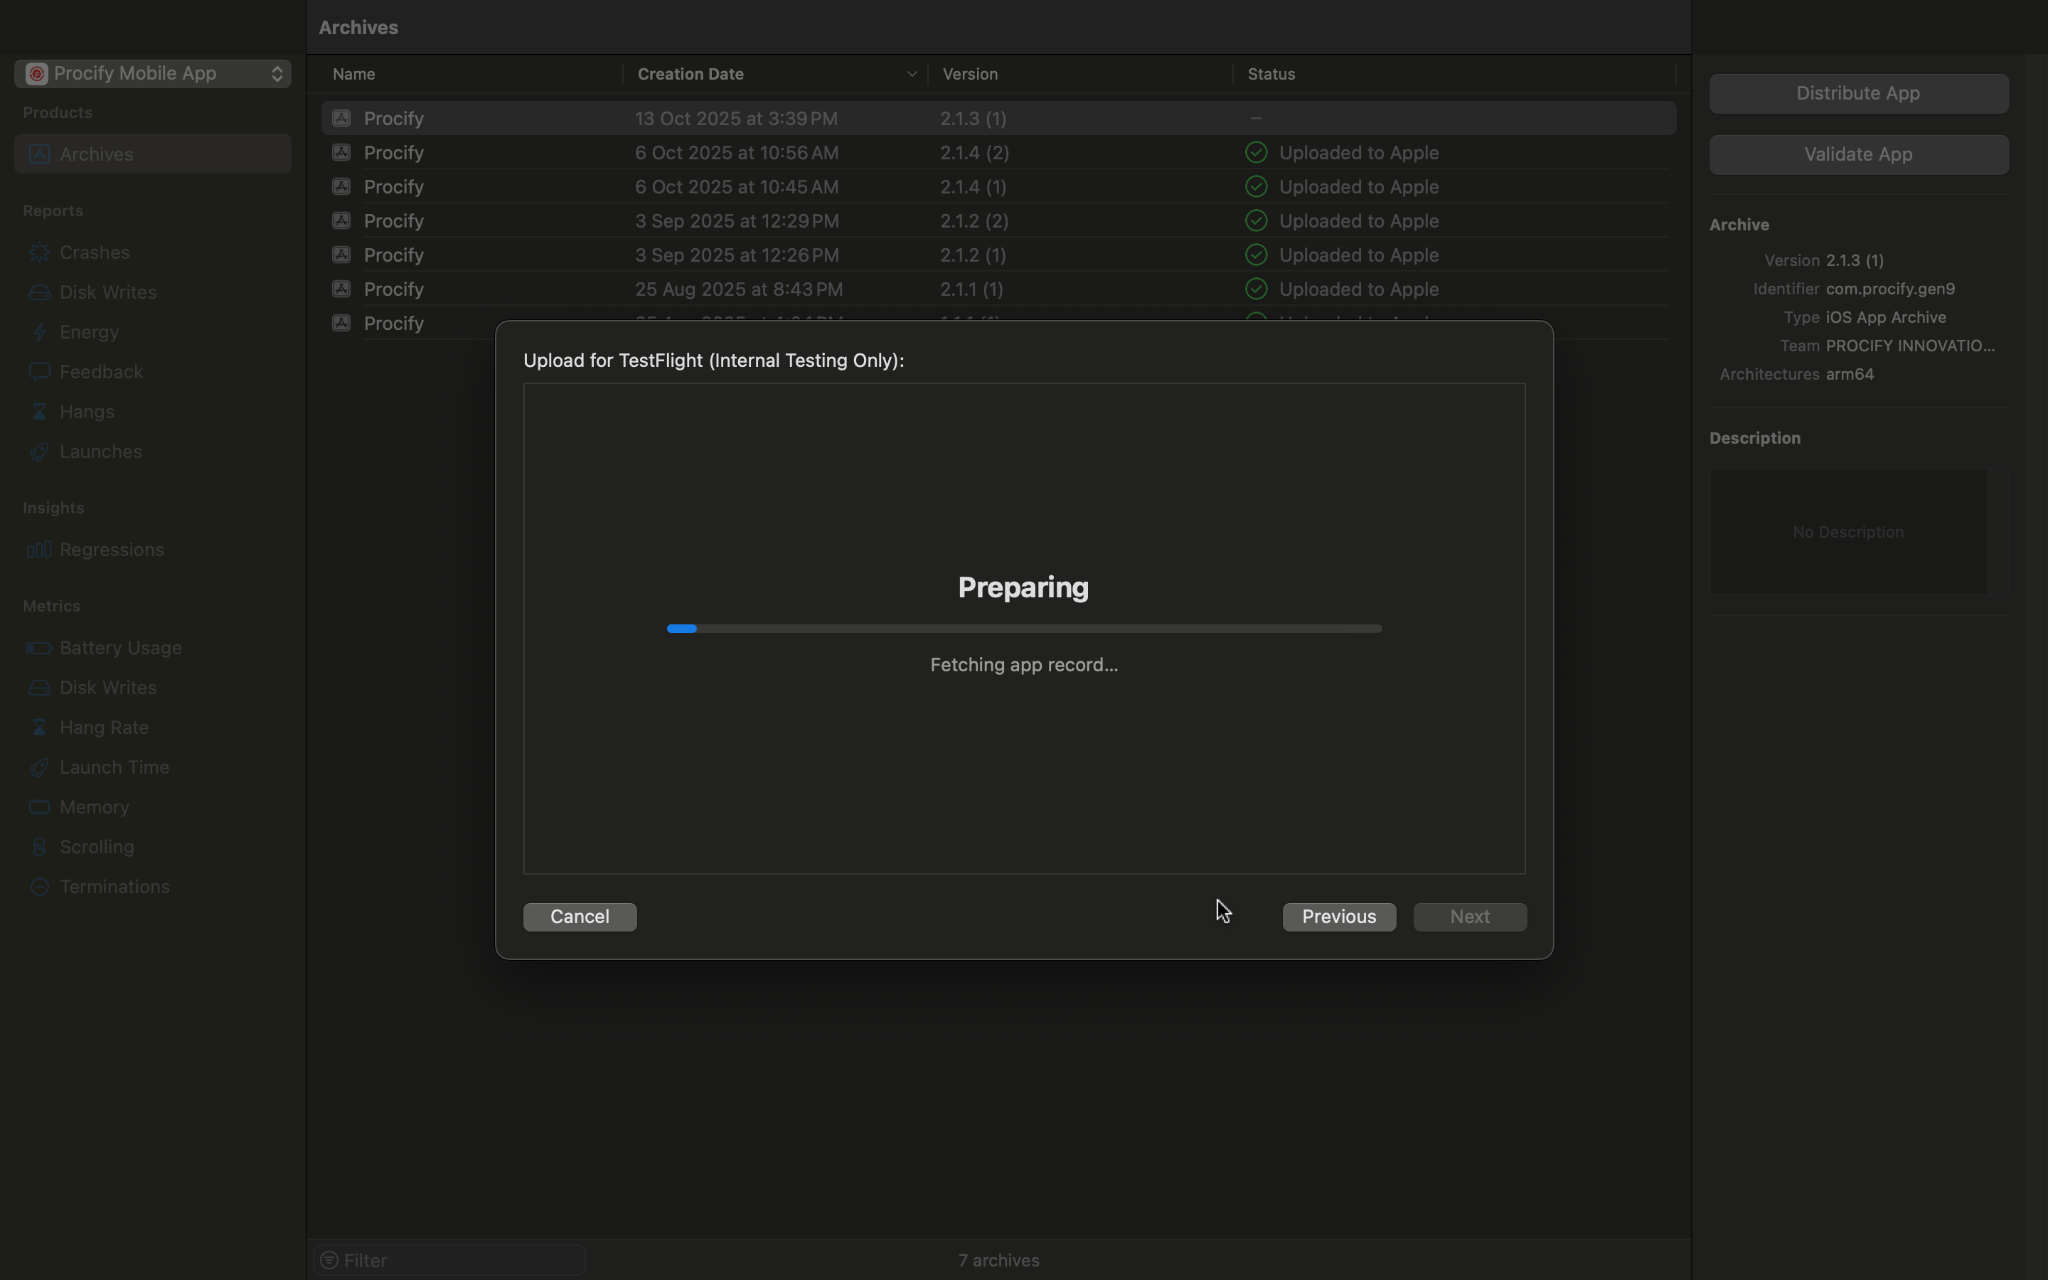 Archives
Procify Mobile App
Products
Archives
Reports
Crashes
Disk Writes
Energy
Feedback
Hangs
Launches
Insights
Regressions
Metrics
Battery Usage
Disk Writes
Hang Rate
Launch Time
Memory
Scrolling
Terminations
Name Creation Date Version Status
Procify 13 Oct 2025 at 3:39 PM 2.1.3 (1) –
Procify 6 Oct 2025 at 10:56 AM 2.1.4 (2) Uploaded to Apple
Procify 6 Oct 2025 at 10:45 AM 2.1.4 (1) Uploaded to Apple
Procify 3 Sep 2025 at 12:29 PM 2.1.2 (2) Uploaded to Apple
Procify 3 Sep 2025 at 12:26 PM 2.1.2 (1) Uploaded to Apple
Procify 25 Aug 2025 at 8:43 PM 2.1.1 (1) Uploaded to Apple
Procify
Upload for TestFlight (Internal Testing Only):
Preparing
Fetching app record...
Cancel
Previous
Next
Filter
7 archives
Distribute App
Validate App
Archive
Version 2.1.3 (1)
Identifier com.procify.gen9
Type iOS App Archive
Team PROCIFY INNOVATIO...
Architectures arm64
Description
No Description